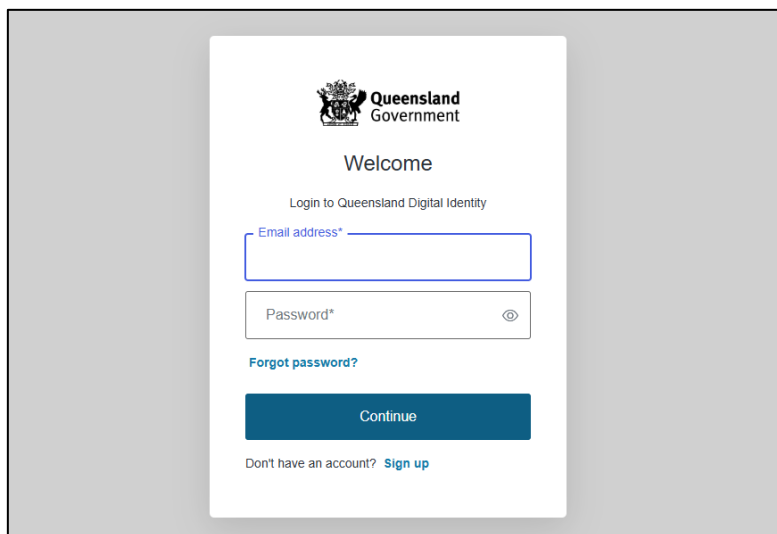 Queensland
Government
Welcome
Login to Queensland Digital Identity
Email address*
Password*
Forgot password?
Continue
Don't have an account? Sign up